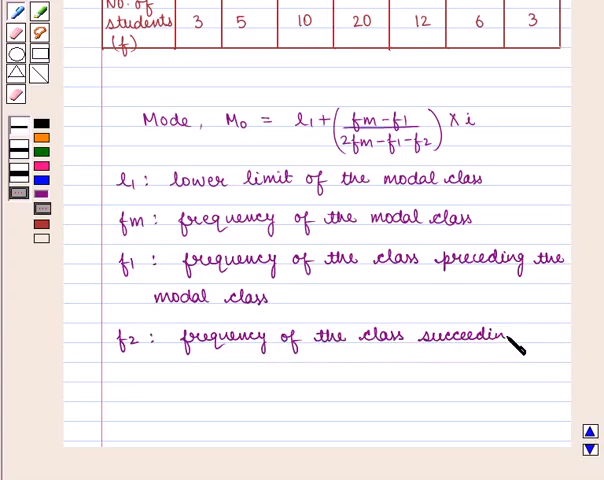 No. of
students 3 5 10 20 12 6 3
(f)
Mode, Mo = l1 + (fm - f1 / 2fm - f1 - f2) × i
l1 : lower limit of the modal class
fm : frequency of the modal class
f1 : frequency of the class preceding the
modal class
f2 : frequency of the class succeedin